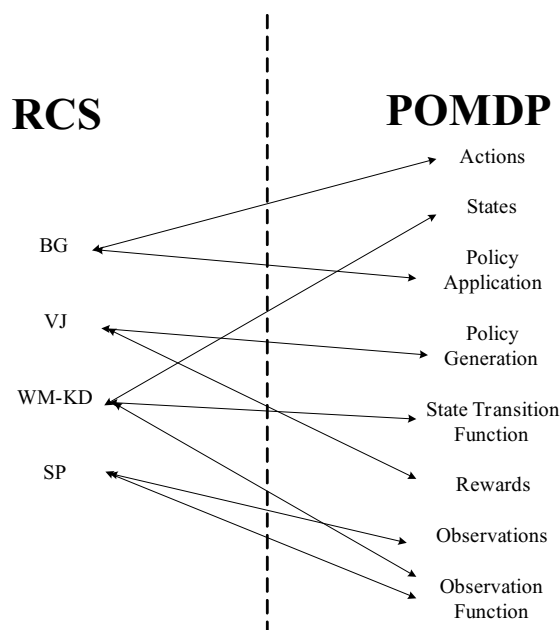 RCS
POMDP
Actions
States
BG
Policy
Application
VJ
Policy
Generation
WM-KD
State Transition
Function
SP
Rewards
Observations
Observation
Function